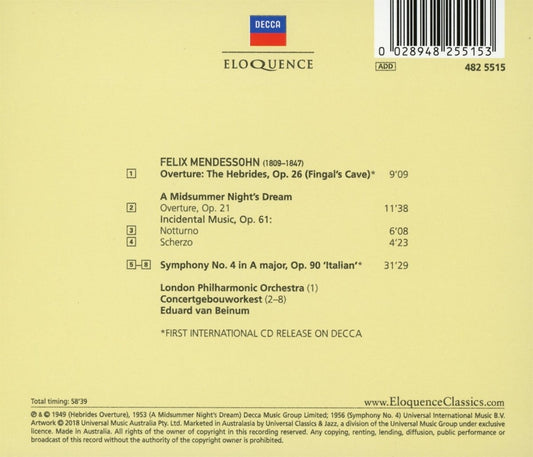 DECCA
ELOQUENCE
0 028948 255153
ADD
482 5515
FELIX MENDESSOHN (1809–1847)
1 Overture: The Hebrides, Op. 26 (Fingal's Cave)* 9'09
A Midsummer Night's Dream
2 Overture, Op. 21 11'38
Incidental Music, Op. 61:
3 Notturno 6'08
4 Scherzo 4'23
5–8 Symphony No. 4 in A major, Op. 90 'Italian'* 31'29
London Philharmonic Orchestra (1)
Concertgebouworkest (2–8)
Eduard van Beinum
*FIRST INTERNATIONAL CD RELEASE ON DECCA
Total timing: 58'39
www.EloquenceClassics.com
℗ & © 1949 (Hebrides Overture), 1953 (A Midsummer Night's Dream) Decca Music Group Limited; 1956 (Symphony No. 4) Universal International Music B.V.
Artwork © 2018 Universal Music Australia Pty. Ltd. Marketed in Australasia by Universal Classics & Jazz, a division of the Universal Music Group under exclusive
licence. Made in Australia. All rights of the owner of copyright in this recording reserved. Any copying, renting, lending, diffusion, public performance or
broadcast of this record without the authority of the copyright owner is prohibited.